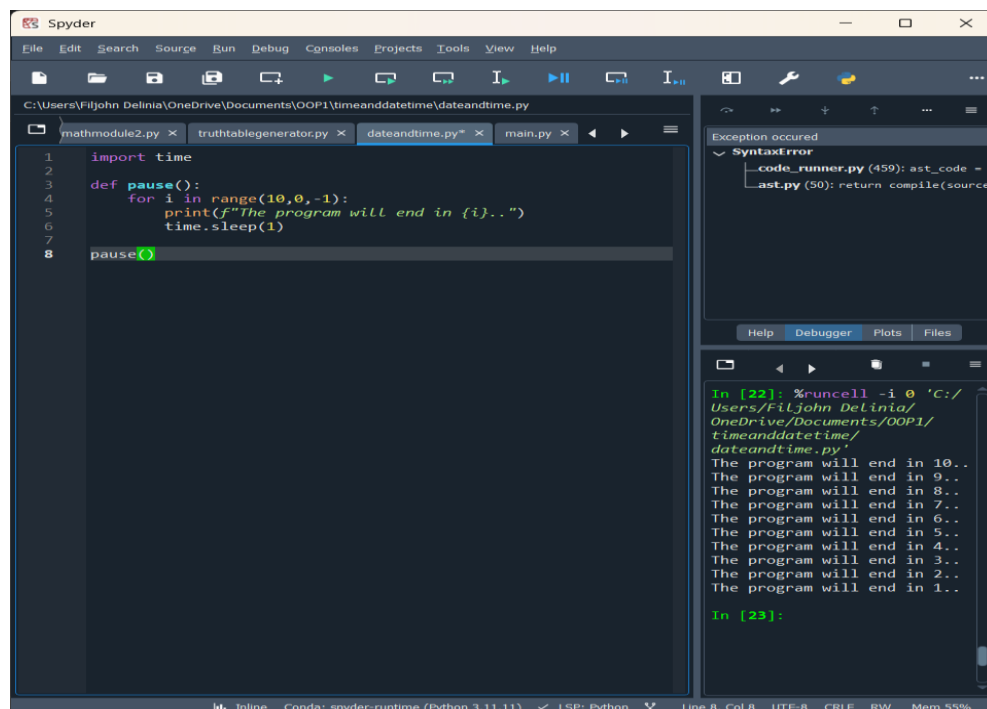 Spyder
File Edit Search Source Run Debug Consoles Projects Tools View Help
C:\Users\Filjohn Delinia\OneDrive\Documents\OOP1\timeanddatetime\dateandtime.py
mathmodule2.py truthtablegenerator.py dateandtime.py* main.py
1 import time
2
3 def pause():
4 for i in range(10,0,-1):
5 print(f"The program will end in {i}..")
6 time.sleep(1)
7
8 pause()
Exception occured
SyntaxError
code_runner.py (459): ast_code =
ast.py (50): return compile(source
Help Debugger Plots Files
In [22]: %runcell -i 0 'C:/
Users/Filjohn Delinia/
OneDrive/Documents/OOP1/
timeanddatetime/
dateandtime.py'
The program will end in 10..
The program will end in 9..
The program will end in 8..
The program will end in 7..
The program will end in 6..
The program will end in 5..
The program will end in 4..
The program will end in 3..
The program will end in 2..
The program will end in 1..
In [23]:
Inline Conda: spyder-runtime (Python 3.11.11) LSP: Python Line 8, Col 8 UTF-8 CRLF RW Mem 55%